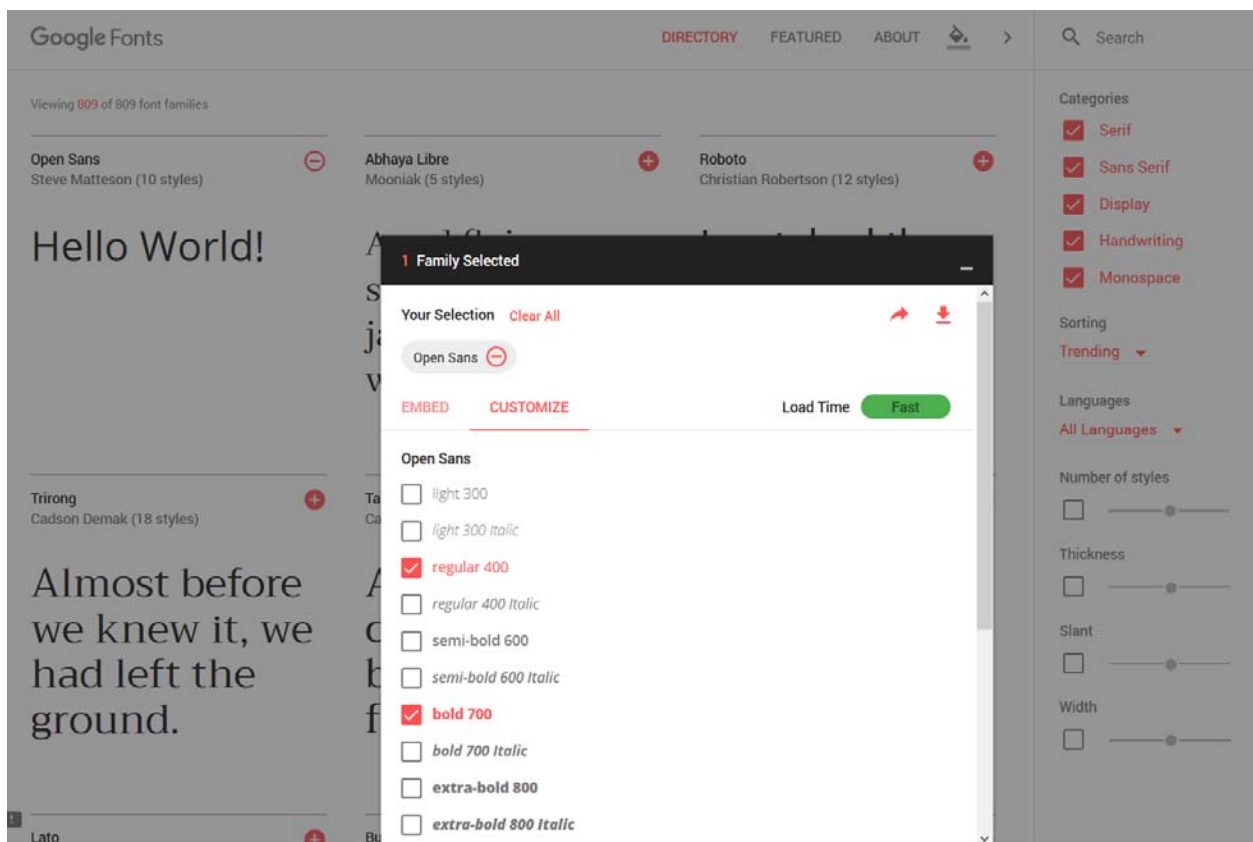 Google Fonts
DIRECTORY FEATURED ABOUT
Search
Viewing 809 of 809 font families
Open Sans
Steve Matteson (10 styles)
Hello World!
Abhaya Libre
Mooniak (5 styles)
Roboto
Christian Robertson (12 styles)
Categories
Serif
Sans Serif
Display
Handwriting
Monospace
Sorting
Trending
Languages
All Languages
Number of styles
Thickness
Slant
Width
1 Family Selected
Your Selection Clear All
Open Sans
EMBED CUSTOMIZE Load Time Fast
Open Sans
light 300
light 300 Italic
regular 400
regular 400 Italic
semi-bold 600
semi-bold 600 Italic
bold 700
bold 700 Italic
extra-bold 800
extra-bold 800 Italic
Trirong
Cadson Demak (18 styles)
Almost before
we knew it, we
had left the
ground.
Lato